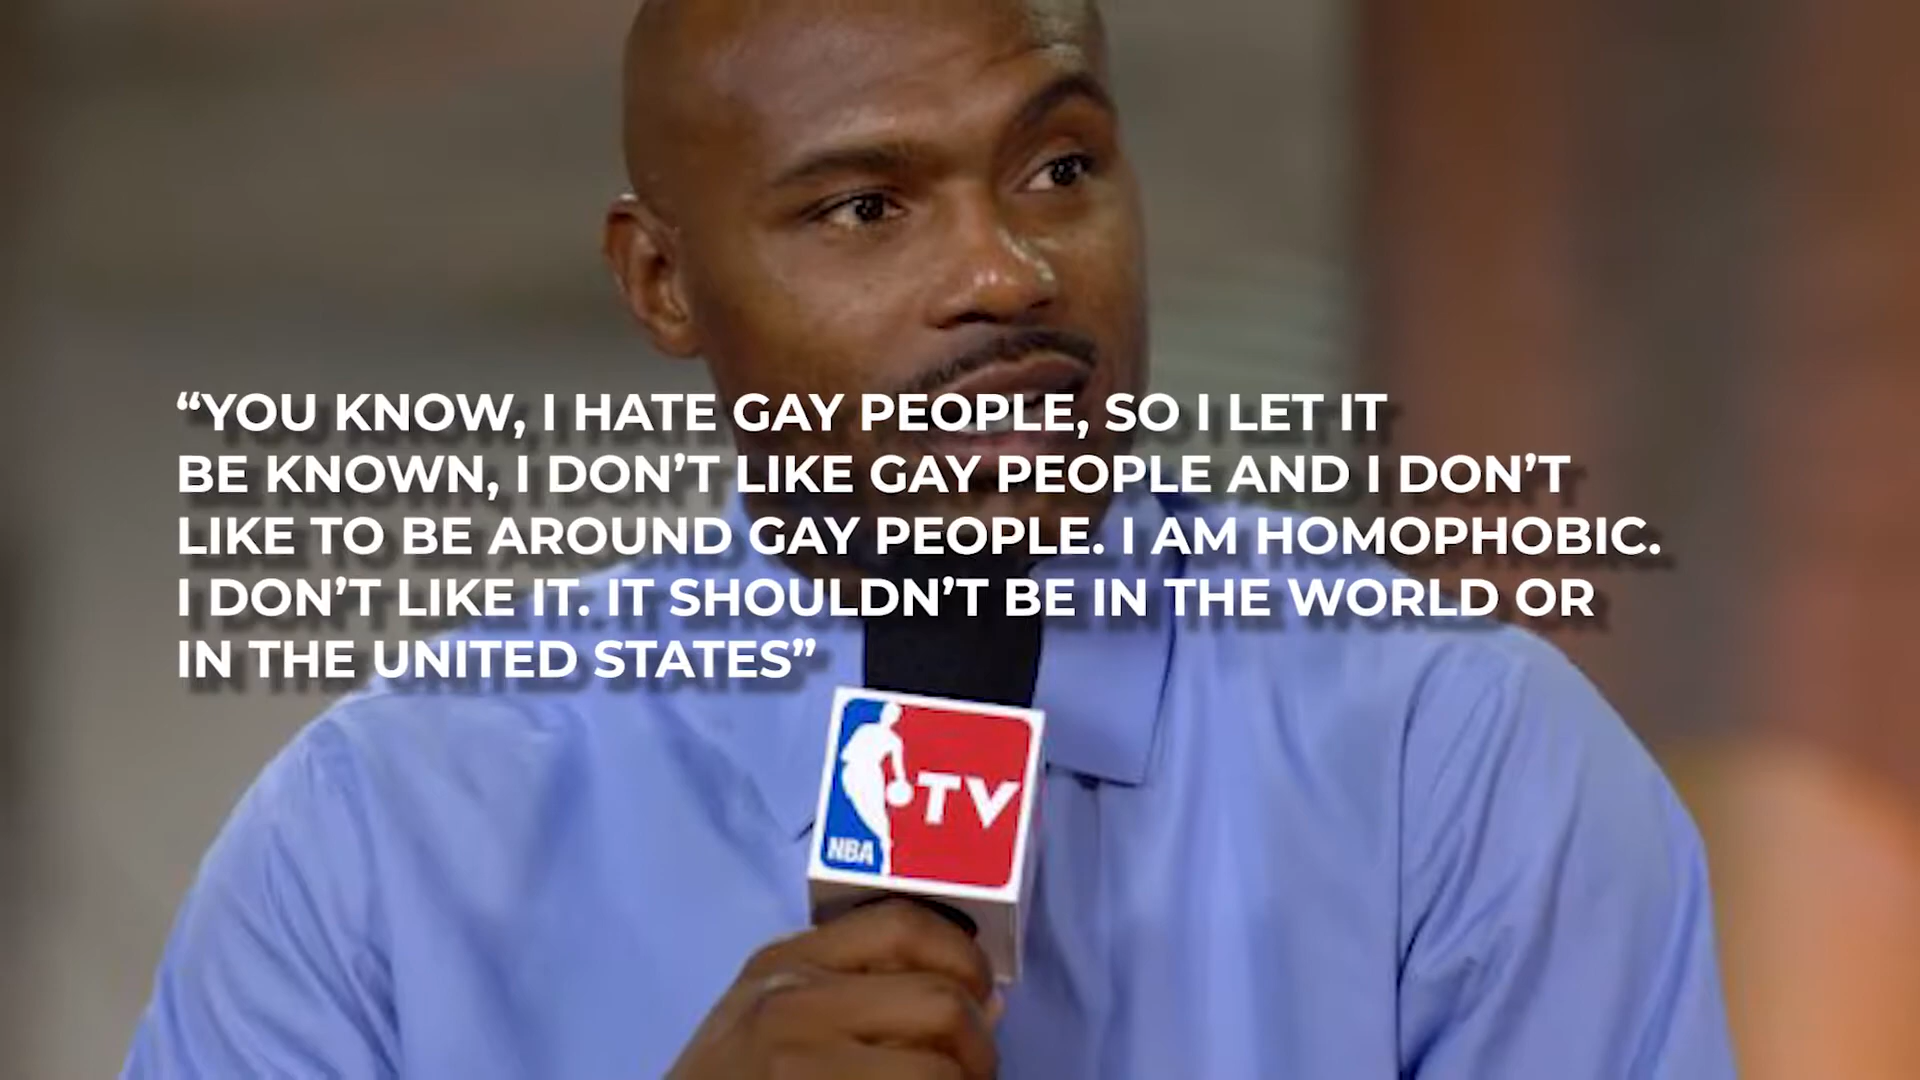 “YOU KNOW, I HATE GAY PEOPLE, SO I LET IT
BE KNOWN, I DON’T LIKE GAY PEOPLE AND I DON’T
LIKE TO BE AROUND GAY PEOPLE. I AM HOMOPHOBIC.
I DON’T LIKE IT. IT SHOULDN’T BE IN THE WORLD OR
IN THE UNITED STATES”
TV
NBA